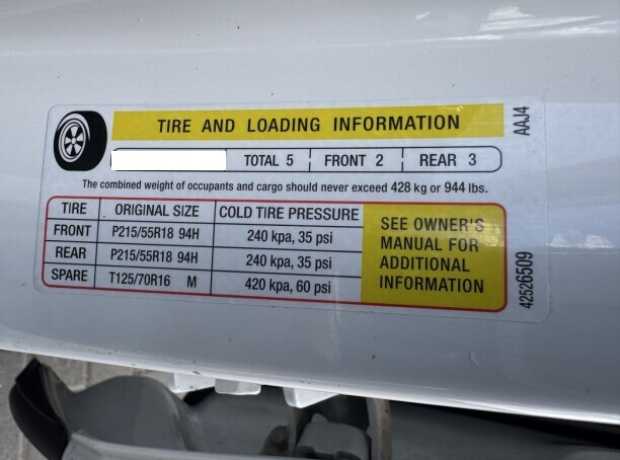 TIRE AND LOADING INFORMATION
TOTAL 5 FRONT 2 REAR 3
The combined weight of occupants and cargo should never exceed 428 kg or 944 lbs.
TIRE ORIGINAL SIZE COLD TIRE PRESSURE
FRONT P215/55R18 94H 240 kpa, 35 psi
REAR P215/55R18 94H 240 kpa, 35 psi
SPARE T125/70R16 M 420 kpa, 60 psi
SEE OWNER'S
MANUAL FOR
ADDITIONAL
INFORMATION
AAJ4
42526509